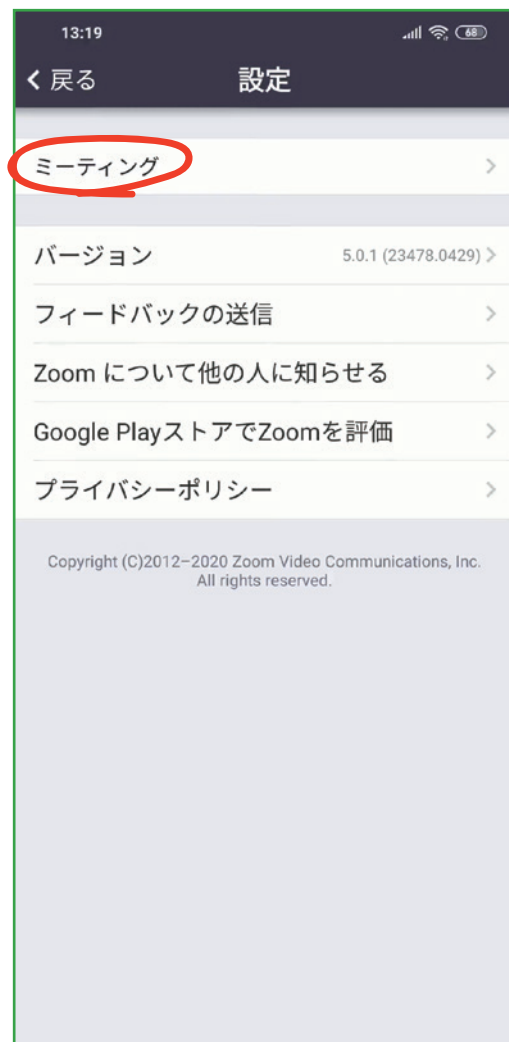 13:19
68
戻る
設定
ミーティング
バージョン 5.0.1 (23478.0429)
フィードバックの送信
Zoom について他の人に知らせる
Google PlayストアでZoomを評価
プライバシーポリシー
Copyright (C)2012-2020 Zoom Video Communications, Inc.
All rights reserved.